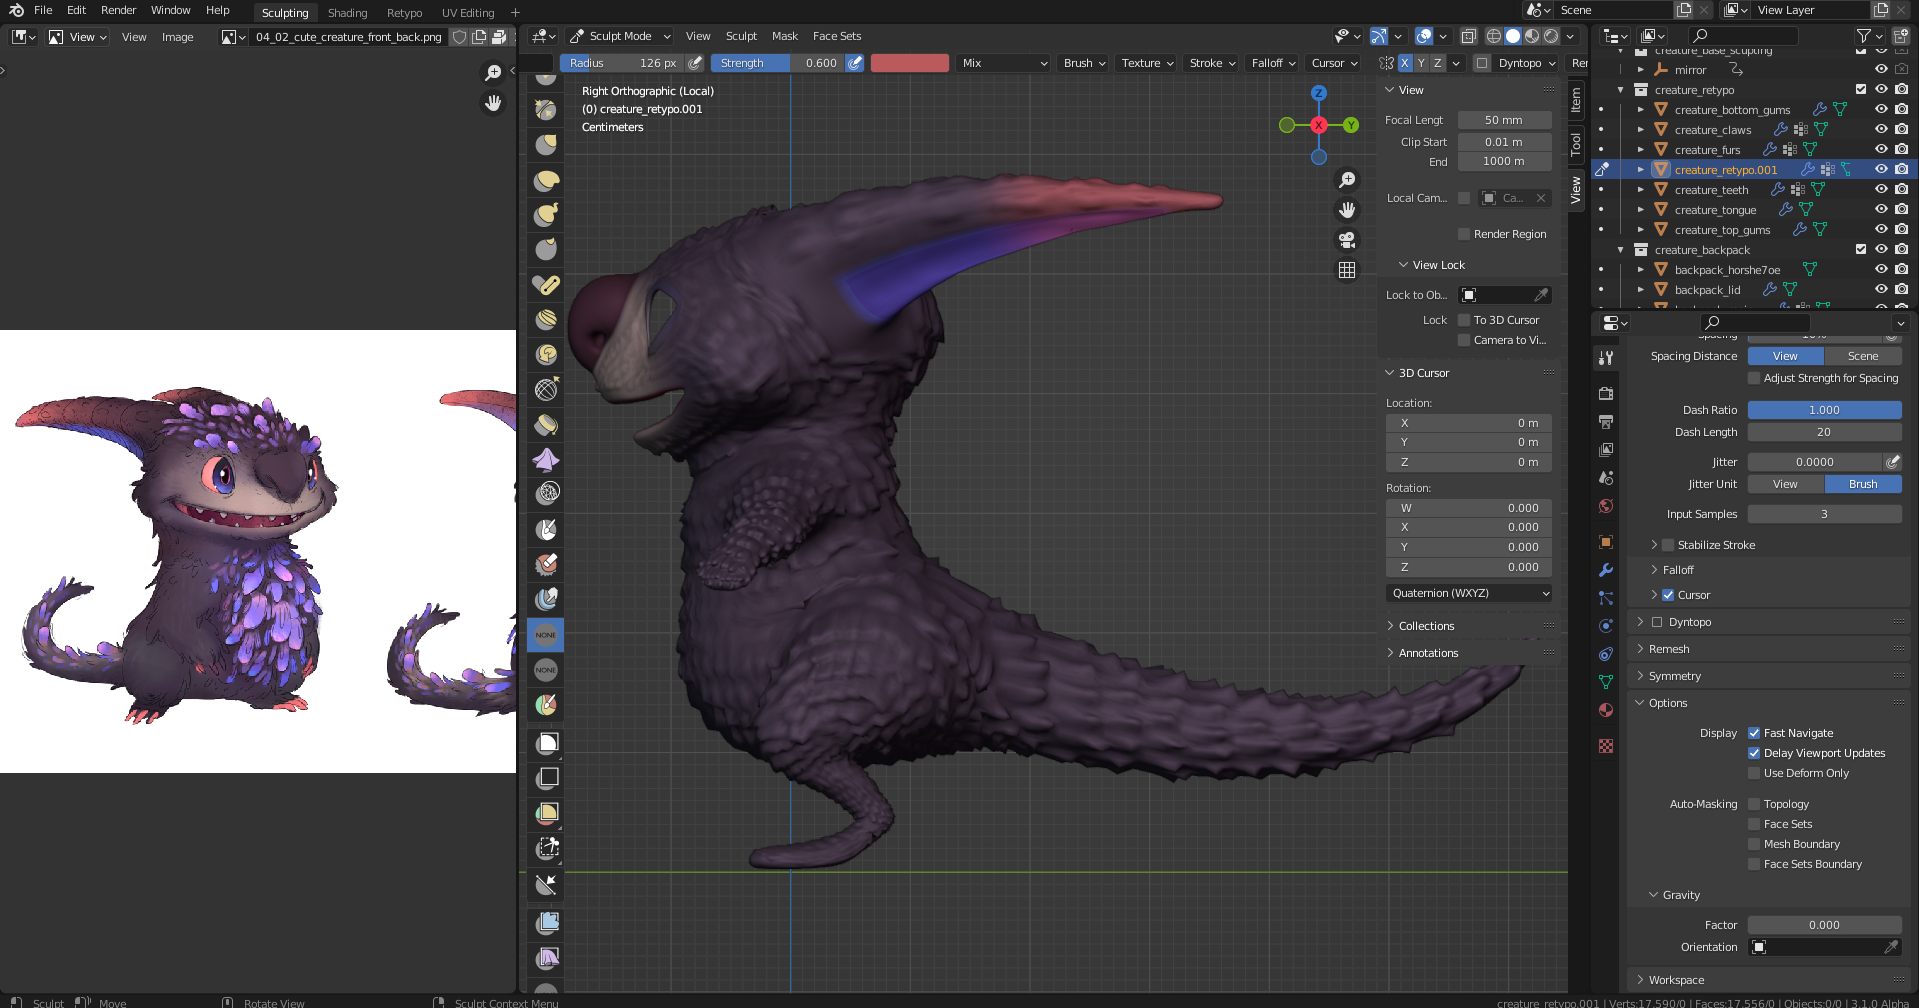 File Edit Render Window Help
Sculpting Shading Retypo UV Editing +
Scene
View Layer
View View Image 04_02_cute_creature_front_back.png
Sculpt Mode View Sculpt Mask Face Sets
Radius 126 px Strength 0.600 Mix Brush Texture Stroke Falloff Cursor X Y Z Dyntopo
Right Orthographic (Local)
(0) creature_retypo.001
Centimeters
Z
X
Y
NONE
NONE
View
Focal Lengt 50 mm
Clip Start 0.01 m
End 1000 m
Local Cam... Ca...
Render Region
View Lock
Lock to Ob...
Lock To 3D Cursor
Camera to Vi...
3D Cursor
Location:
X 0 m
Y 0 m
Z 0 m
Rotation:
W 0.000
X 0.000
Y 0.000
Z 0.000
Quaternion (WXYZ)
Collections
Annotations
Item
Tool
View
creature_base_sculpting
mirror
creature_retypo
creature_bottom_gums
creature_claws
creature_furs
creature_retypo.001
creature_teeth
creature_tongue
creature_top_gums
creature_backpack
backpack_horshe7oe
backpack_lid
Spacing 10%
Spacing Distance View Scene
Adjust Strength for Spacing
Dash Ratio 1.000
Dash Length 20
Jitter 0.0000
Jitter Unit View Brush
Input Samples 3
Stabilize Stroke
Falloff
Cursor
Dyntopo
Remesh
Symmetry
Options
Display Fast Navigate
Delay Viewport Updates
Use Deform Only
Auto-Masking Topology
Face Sets
Mesh Boundary
Face Sets Boundary
Gravity
Factor 0.000
Orientation
Workspace
Sculpt Move Rotate View Sculpt Context Menu
creature_retypo.001 | Verts:17,590/0 | Faces:17,556/0 | Objects:0/0 | 3.1.0 Alpha